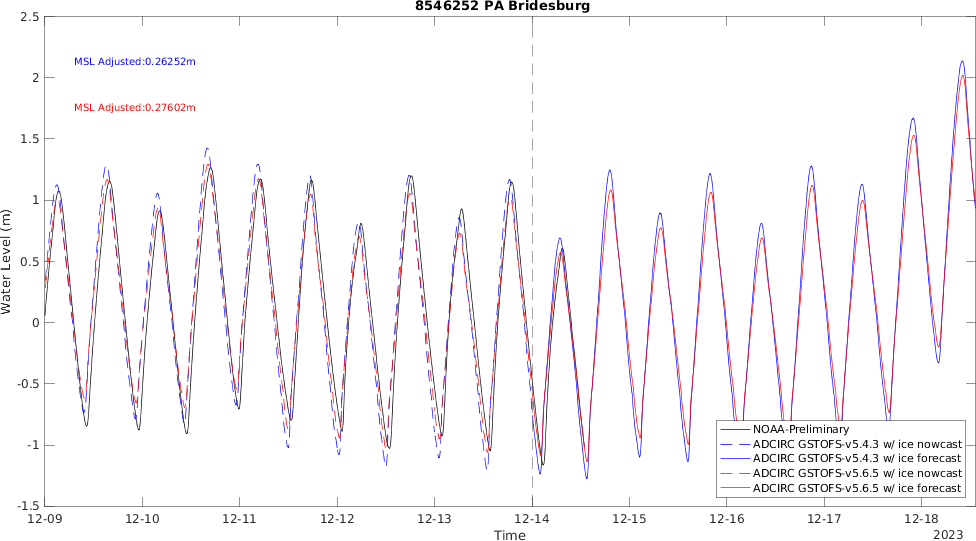 8546252 PA Bridesburg
2.5
2
1.5
1
0.5
0
-0.5
-1
-1.5
Water Level (m)
MSL Adjusted:0.26252m
MSL Adjusted:0.27602m
NOAA-Preliminary
ADCIRC GSTOFS-v5.4.3 w/ ice nowcast
ADCIRC GSTOFS-v5.4.3 w/ ice forecast
ADCIRC GSTOFS-v5.6.5 w/ ice nowcast
ADCIRC GSTOFS-v5.6.5 w/ ice forecast
12-09 12-10 12-11 12-12 12-13 12-14 12-15 12-16 12-17 12-18
Time
2023